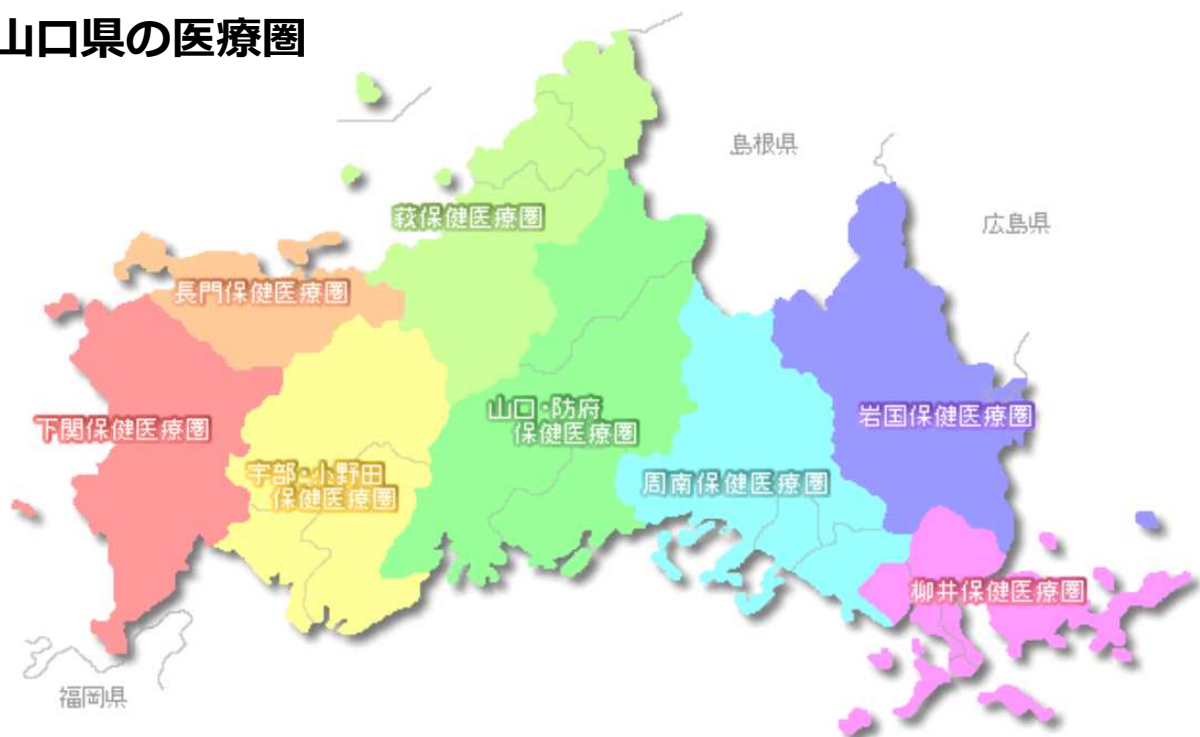 山口県の医療圏
島根県
広島県
萩保健医療圏
長門保健医療圏
下関保健医療圏
山口・防府
保健医療圏
岩国保健医療圏
宇部・小野田
保健医療圏
周南保健医療圏
柳井保健医療圏
福岡県